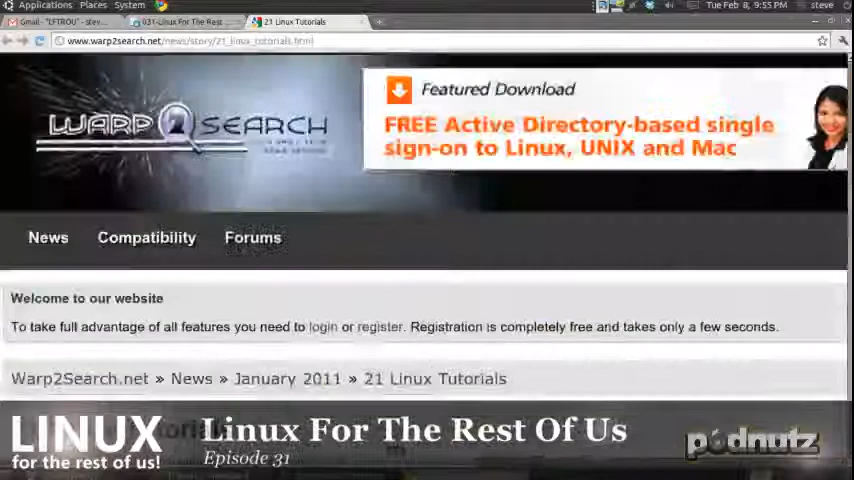 Applications Places System Tue Feb 8, 9:55 PM steve
Gmail - "LFTROU" - stev... 031-Linux For The Rest ... 21 Linux Tutorials
www.warp2search.net/news/story/21_linux_tutorials.html
WARP 2 SEARCH
Featured Download
FREE Active Directory-based single
sign-on to Linux, UNIX and Mac
News Compatibility Forums
Welcome to our website
To take full advantage of all features you need to login or register. Registration is completely free and takes only a few seconds.
Warp2Search.net » News » January 2011 » 21 Linux Tutorials
LINUX
for the rest of us!
Linux For The Rest Of Us
Episode 31
podnutz